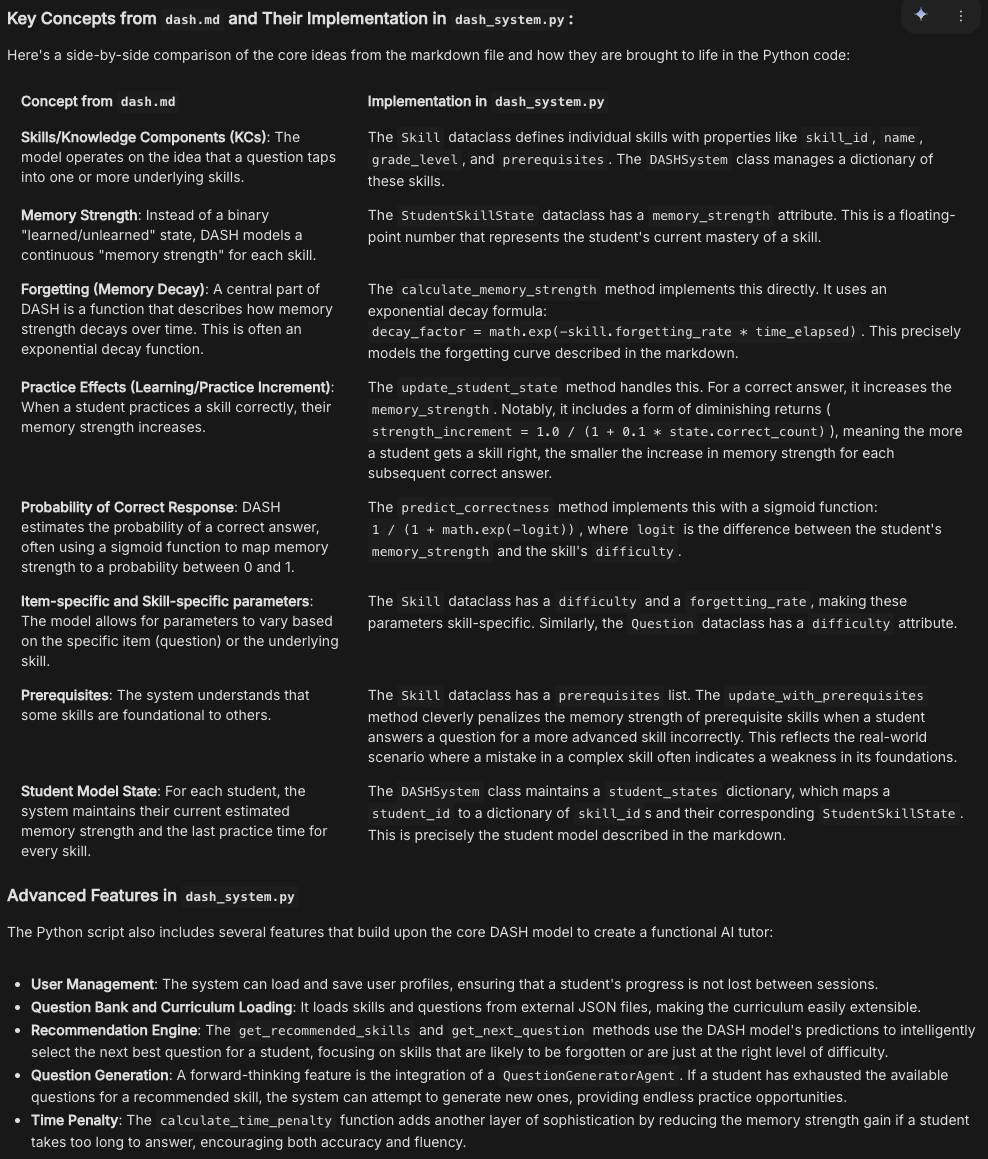 Key Concepts from dash.md and Their Implementation in dash_system.py:
Here's a side-by-side comparison of the core ideas from the markdown file and how they are brought to life in the Python code:
Concept from dash.md
Implementation in dash_system.py
Skills/Knowledge Components (KCs): The
model operates on the idea that a question taps
into one or more underlying skills.
The Skill dataclass defines individual skills with properties like skill_id, name,
grade_level, and prerequisites. The DASHSystem class manages a dictionary of
these skills.
Memory Strength: Instead of a binary
"learned/unlearned" state, DASH models a
continuous "memory strength" for each skill.
The StudentSkillState dataclass has a memory_strength attribute. This is a floating-
point number that represents the student's current mastery of a skill.
Forgetting (Memory Decay): A central part of
DASH is a function that describes how memory
strength decays over time. This is often an
exponential decay function.
The calculate_memory_strength method implements this directly. It uses an
exponential decay formula:
decay_factor = math.exp(-skill.forgetting_rate * time_elapsed). This precisely
models the forgetting curve described in the markdown.
Practice Effects (Learning/Practice Increment):
When a student practices a skill correctly, their
memory strength increases.
The update_student_state method handles this. For a correct answer, it increases the
memory_strength. Notably, it includes a form of diminishing returns (
strength_increment = 1.0 / (1 + 0.1 * state.correct_count)), meaning the more
a student gets a skill right, the smaller the increase in memory strength for each
subsequent correct answer.
Probability of Correct Response: DASH
estimates the probability of a correct answer,
often using a sigmoid function to map memory
strength to a probability between 0 and 1.
The predict_correctness method implements this with a sigmoid function:
1 / (1 + math.exp(-logit)), where logit is the difference between the student's
memory_strength and the skill's difficulty.
Item-specific and Skill-specific parameters:
The model allows for parameters to vary based
on the specific item (question) or the underlying
skill.
The Skill dataclass has a difficulty and a forgetting_rate, making these
parameters skill-specific. Similarly, the Question dataclass has a difficulty attribute.
Prerequisites: The system understands that
some skills are foundational to others.
The Skill dataclass has a prerequisites list. The update_with_prerequisites
method cleverly penalizes the memory strength of prerequisite skills when a student
answers a question for a more advanced skill incorrectly. This reflects the real-world
scenario where a mistake in a complex skill often indicates a weakness in its foundations.
Student Model State: For each student, the
system maintains their current estimated
memory strength and the last practice time for
every skill.
The DASHSystem class maintains a student_states dictionary, which maps a
student_id to a dictionary of skill_id s and their corresponding StudentSkillState.
This is precisely the student model described in the markdown.
Advanced Features in dash_system.py
The Python script also includes several features that build upon the core DASH model to create a functional AI tutor:
• User Management: The system can load and save user profiles, ensuring that a student's progress is not lost between sessions.
• Question Bank and Curriculum Loading: It loads skills and questions from external JSON files, making the curriculum easily extensible.
• Recommendation Engine: The get_recommended_skills and get_next_question methods use the DASH model's predictions to intelligently
select the next best question for a student, focusing on skills that are likely to be forgotten or are just at the right level of difficulty.
• Question Generation: A forward-thinking feature is the integration of a QuestionGeneratorAgent. If a student has exhausted the available
questions for a recommended skill, the system can attempt to generate new ones, providing endless practice opportunities.
• Time Penalty: The calculate_time_penalty function adds another layer of sophistication by reducing the memory strength gain if a student
takes too long to answer, encouraging both accuracy and fluency.